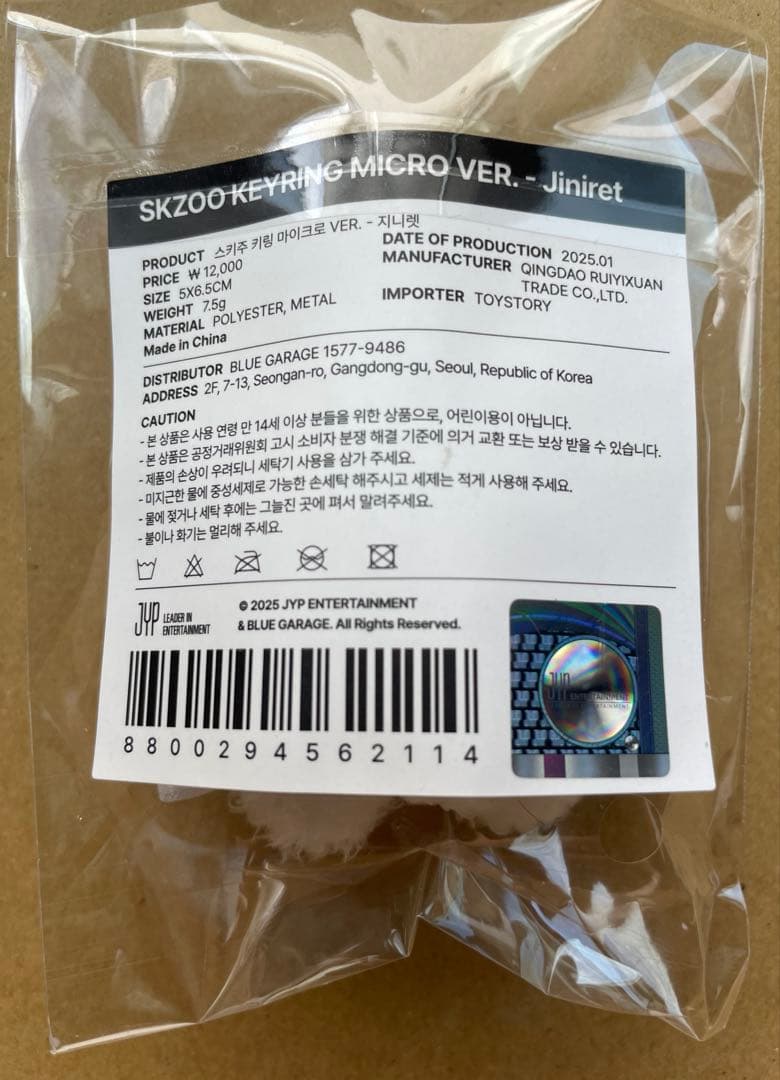 SKZOO KEYRING MICRO VER. - Jiniret
PRODUCT 스키주 키링 마이크로 VER. - 지니렛
PRICE ₩ 12,000
SIZE 5X6.5CM
WEIGHT 7.5g
MATERIAL POLYESTER, METAL
Made in China
DATE OF PRODUCTION 2025.01
MANUFACTURER QINGDAO RUIYIXUAN
TRADE CO.,LTD.
IMPORTER TOYSTORY
DISTRIBUTOR BLUE GARAGE 1577-9486
ADDRESS 2F, 7-13, Seongan-ro, Gangdong-gu, Seoul, Republic of Korea
CAUTION
- 본 상품은 사용 연령 만 14세 이상 분들을 위한 상품으로, 어린이용이 아닙니다.
- 본 상품은 공정거래위원회 고시 소비자 분쟁 해결 기준에 의거 교환 또는 보상 받을 수 있습니다.
- 제품의 손상이 우려되니 세탁기 사용을 삼가 주세요.
- 미지근한 물에 중성세제로 가능한 손세탁 해주시고 세제는 적게 사용해 주세요.
- 물에 젖거나 세탁 후에는 그늘진 곳에 펴서 말려주세요.
- 불이나 화기는 멀리해 주세요.
JYP LEADER IN
ENTERTAINMENT
© 2025 JYP ENTERTAINMENT
& BLUE GARAGE. All Rights Reserved.
8800294562114
JYP ENTERTAINMENT